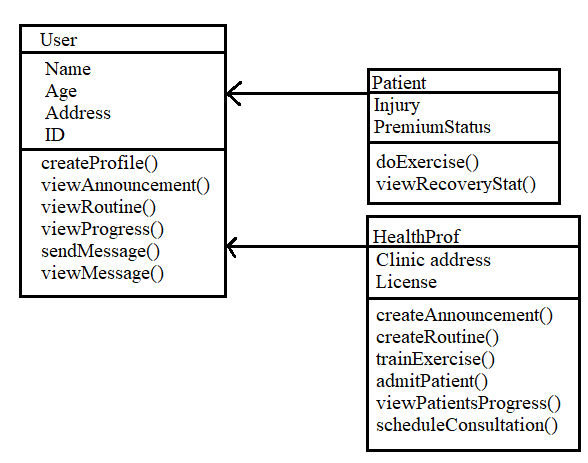 User
Name
Age
Address
ID
createProfile()
viewAnnouncement()
viewRoutine()
viewProgress()
sendMessage()
viewMessage()
Patient
Injury
PremiumStatus
doExercise()
viewRecoveryStat()
HealthProf
Clinic address
License
createAnnouncement()
createRoutine()
trainExercise()
admitPatient()
viewPatientsProgress()
scheduleConsultation()